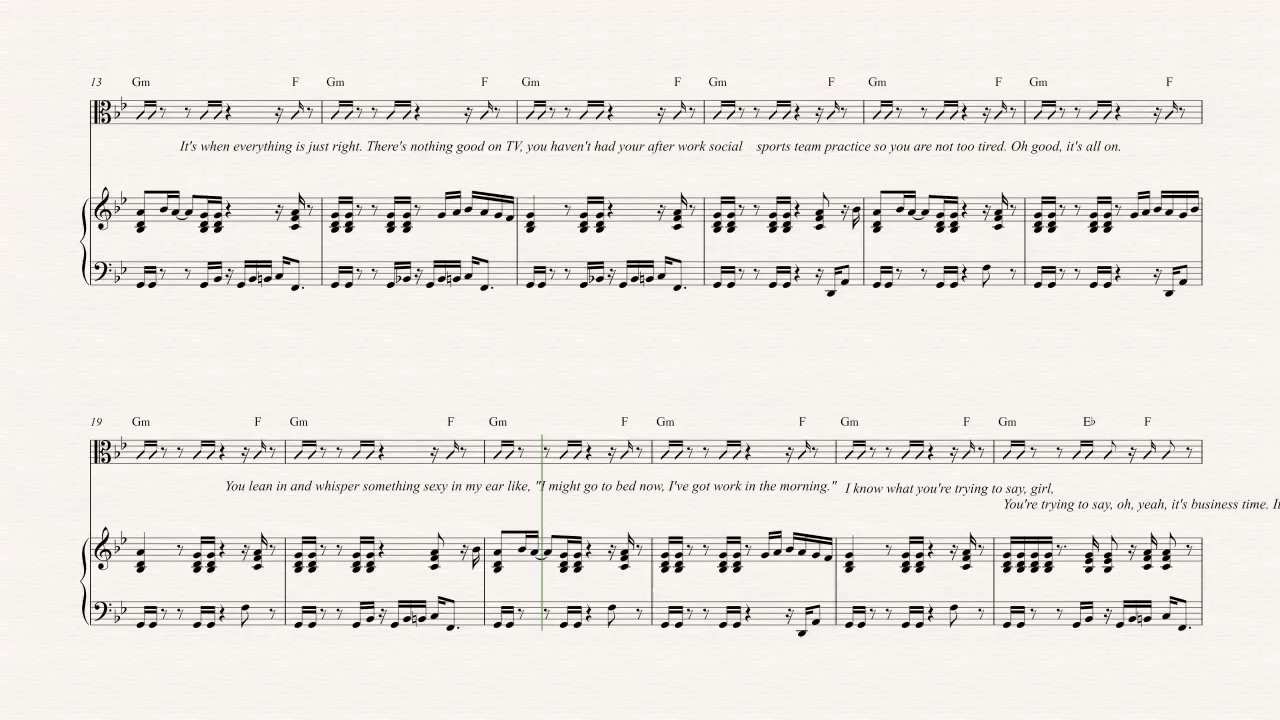 13 Gm F Gm F Gm F Gm F Gm F Gm F
It's when everything is just right. There's nothing good on TV, you haven't had your after work social sports team practice so you are not too tired. Oh good, it's all on.
19 Gm F Gm F Gm F Gm F Gm F Gm E♭ F
You lean in and whisper something sexy in my ear like, "I might go to bed now, I've got work in the morning." I know what you're trying to say, girl,
You're trying to say, oh, yeah, it's business time.